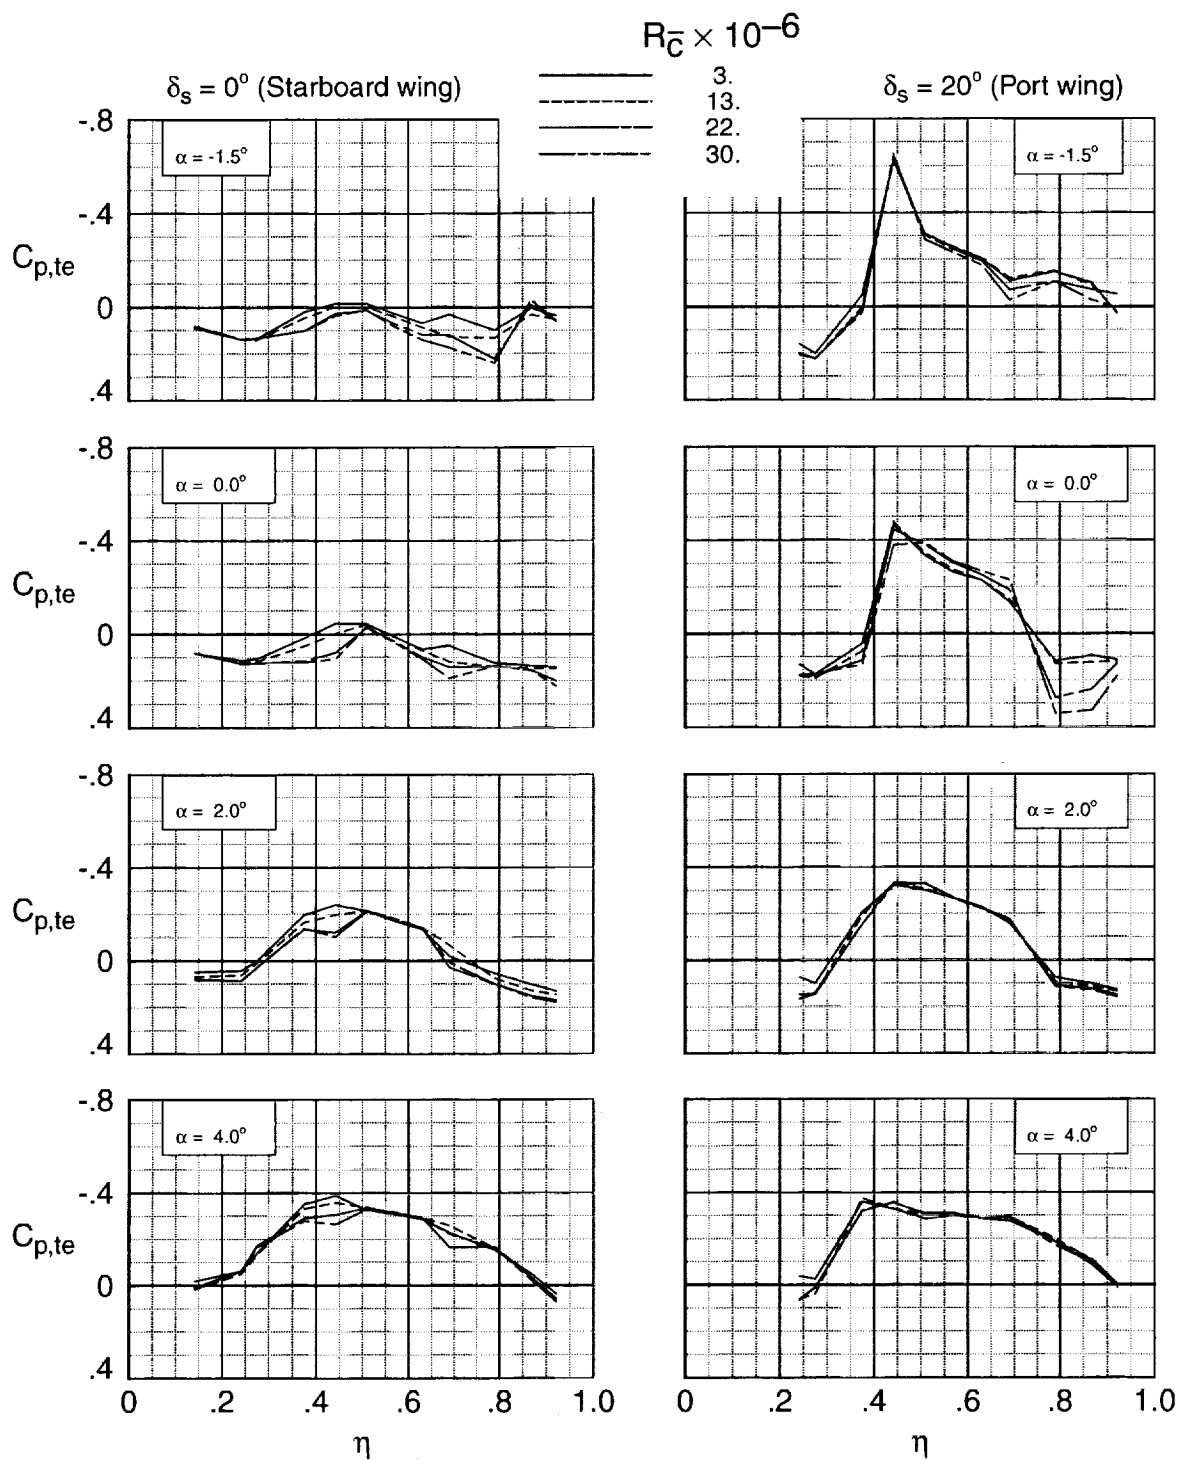 R_c̄ × 10⁻⁶
δₛ = 0° (Starboard wing)
3.
13.
22.
30.
δₛ = 20° (Port wing)
-.8
-.4
Cp,te
0
.4
α = -1.5°
α = -1.5°
-.8
-.4
Cp,te
0
.4
α = 0.0°
α = 0.0°
-.8
-.4
Cp,te
0
.4
α = 2.0°
α = 2.0°
-.8
-.4
Cp,te
0
.4
α = 4.0°
α = 4.0°
0 .2 .4 .6 .8 1.0
0 .2 .4 .6 .8 1.0
η
η